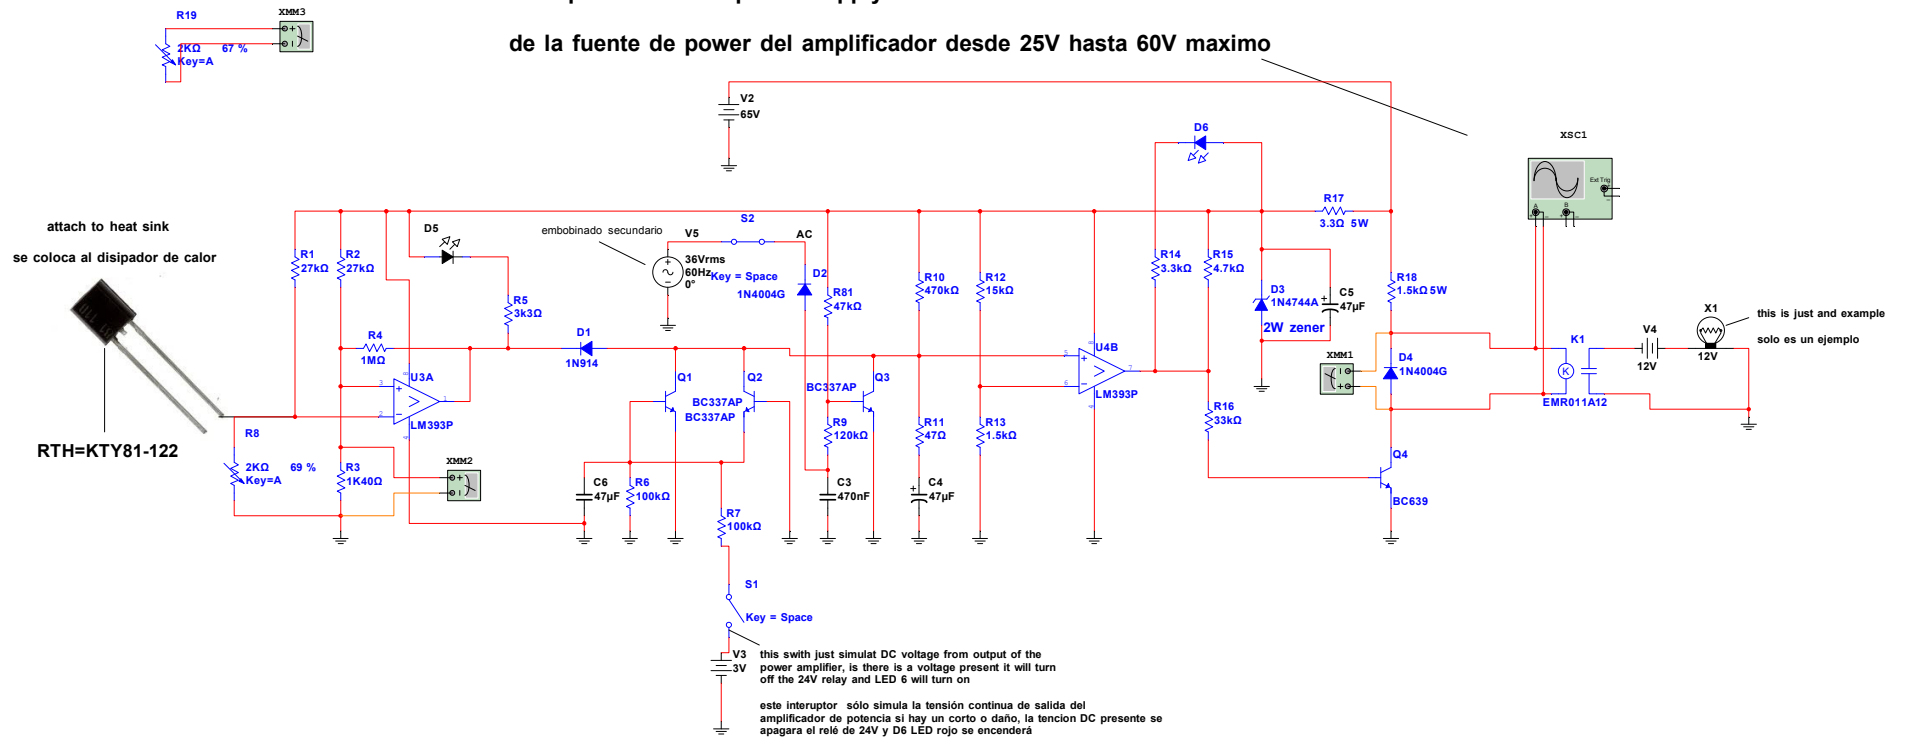 de la fuente de power del amplificador desde 25V hasta 60V maximo
R19
2KΩ 67 %
Key=A
XMM3
V2
65V
D6
XSC1
Ext Trig
A
B
attach to heat sink
se coloca al disipador de calor
RTH=KTY81-122
R1
27kΩ
R2
27kΩ
D5
R5
3k3Ω
R4
1MΩ
U3A
3
2
8
4
1
LM393P
R8
2KΩ 69 %
Key=A
R3
1K40Ω
XMM2
D1
1N914
embobinado secundario
V5
36Vrms
60Hz
0°
S2
Key = Space
AC
D2
1N4004G
R81
47kΩ
R10
470kΩ
R12
15kΩ
Q1
BC337AP
Q2
BC337AP
Q3
BC337AP
R9
120kΩ
R11
47Ω
R13
1.5kΩ
C6
47µF
R6
100kΩ
R7
100kΩ
C3
470nF
C4
47µF
U4B
5
6
7
LM393P
R14
3.3kΩ
R15
4.7kΩ
R16
33kΩ
R17
3.3Ω 5W
D3
1N4744A
2W zener
C5
47µF
R18
1.5kΩ 5W
XMM1
D4
1N4004G
Q4
BC639
K1
K
EMR011A12
V4
12V
X1
12V
this is just and example
solo es un ejemplo
S1
Key = Space
V3
3V
this swith just simulat DC voltage from output of the
power amplifier, is there is a voltage present it will turn
off the 24V relay and LED 6 will turn on
este interuptor sólo simula la tensión continua de salida del
amplificador de potencia si hay un corto o daño, la tencion DC presente se
apagara el relé de 24V y D6 LED rojo se encenderá